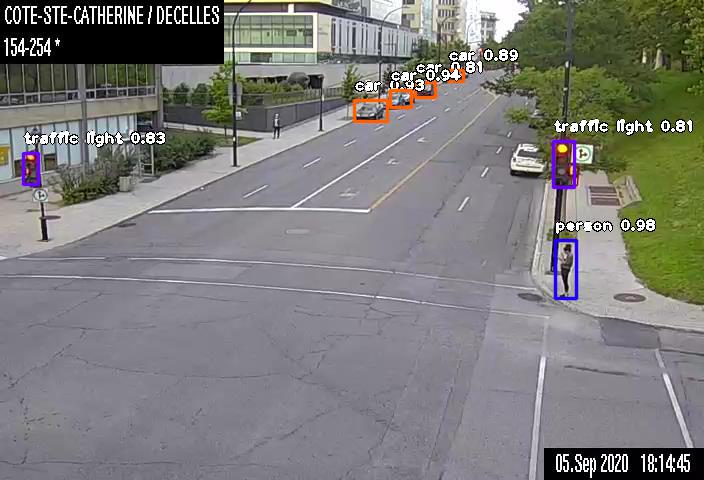 COTE-STE-CATHERINE / DECELLES
154-254 *
car 0.89
car 0.81
car 0.94
car 0.93
traffic light 0.83
traffic light 0.81
person 0.98
05.Sep 2020 18:14:45